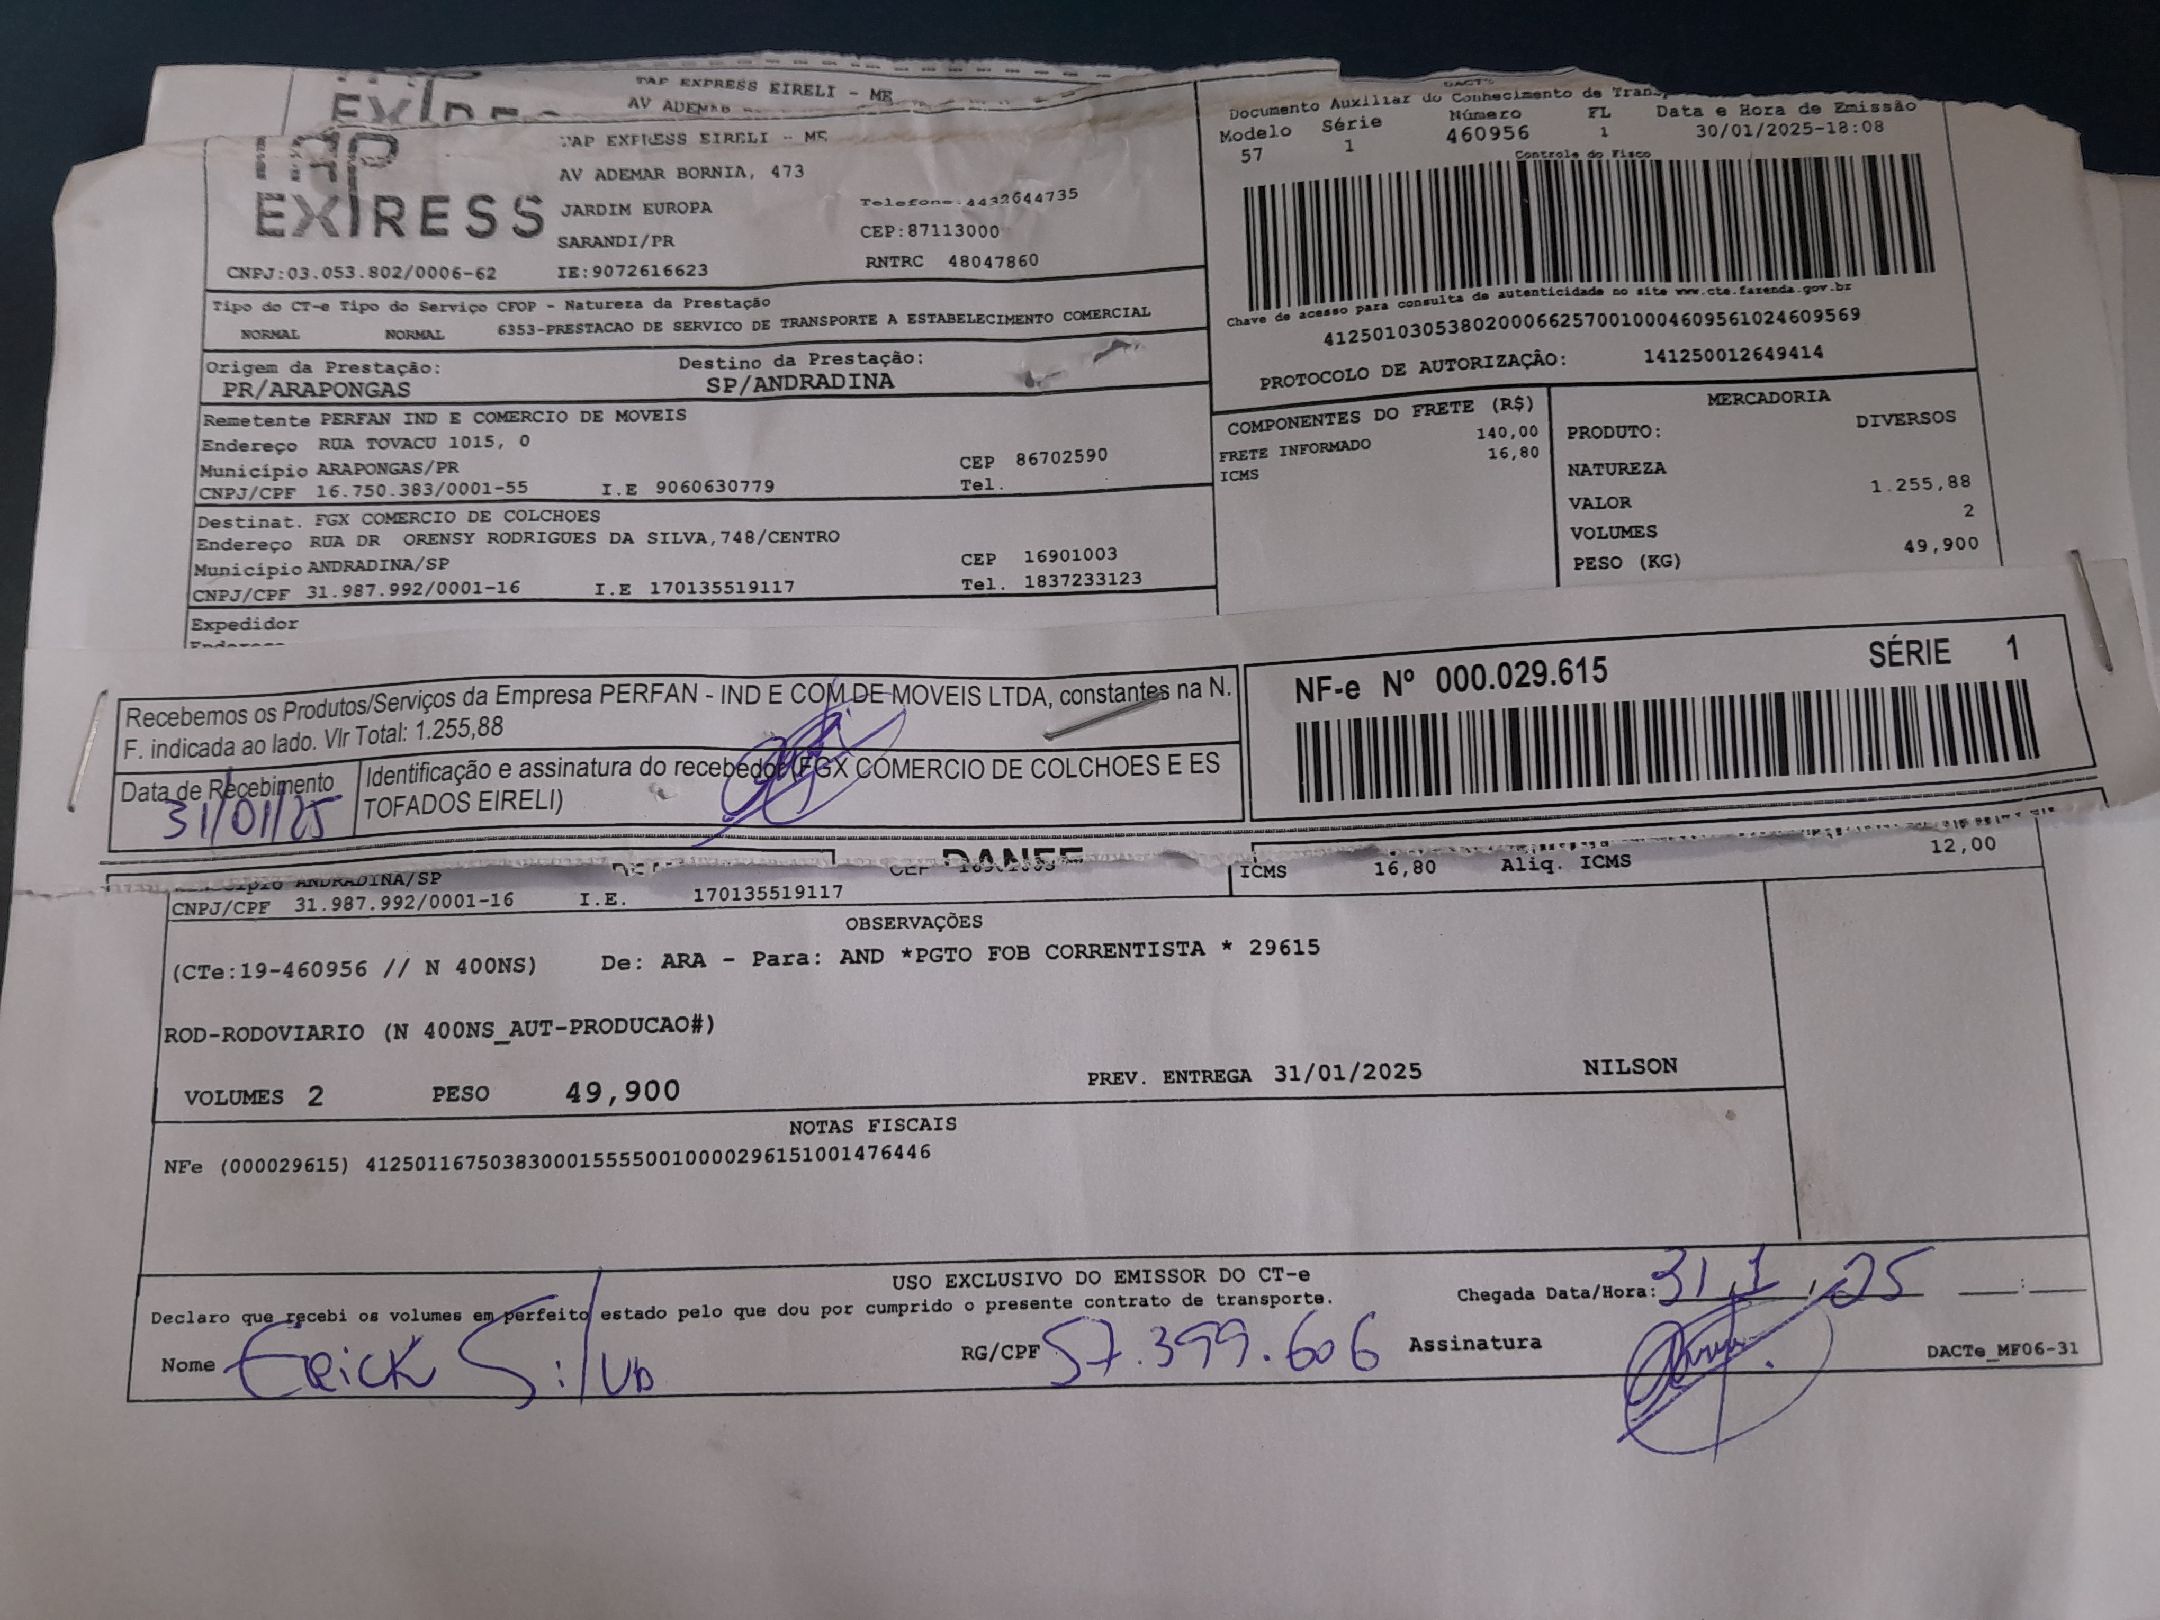 TAP EXPRESS EIRELI - ME
AV ADEMAR
TAP EXPRESS EIRELI - ME
TAP EXPRESS
AV ADEMAR BORNIA, 473
JARDIM EUROPA Telefone:4432644735
SARANDI/PR CEP:87113000
CNPJ:03.053.802/0006-62 IE:9072616623 RNTRC 48047860
DACTe
Documento Auxiliar do Conhecimento de
Modelo Série Número FL Data e Hora de Emissão
57 1 460956 1 30/01/2025-18:08
Controle do Fisco
Chave de acesso para consulta de autenticidade no site www.cte.fazenda.gov.br
41250103053802000662570010004609561024609569
PROTOCOLO DE AUTORIZAÇÃO: 141250012649414
Tipo do CT-e Tipo do Serviço CFOP - Natureza da Prestação
NORMAL NORMAL 6353-PRESTACAO DE SERVICO DE TRANSPORTE A ESTABELECIMENTO COMERCIAL
Origem da Prestação: Destino da Prestação:
PR/ARAPONGAS SP/ANDRADINA
Remetente PERFAN IND E COMERCIO DE MOVEIS
Endereço RUA TOVACU 1015, 0
Município ARAPONGAS/PR CEP 86702590
CNPJ/CPF 16.750.383/0001-55 I.E 9060630779 Tel.
Destinat. FGX COMERCIO DE COLCHOES
Endereço RUA DR ORENSY RODRIGUES DA SILVA,748/CENTRO
Município ANDRADINA/SP CEP 16901003
CNPJ/CPF 31.987.992/0001-16 I.E 170135519117 Tel. 1837233123
Expedidor
Endereço
COMPONENTES DO FRETE (R$)
FRETE INFORMADO 140,00
ICMS 16,80
MERCADORIA
PRODUTO: DIVERSOS
NATUREZA
VALOR 1.255,88
VOLUMES 2
PESO (KG) 49,900
Recebemos os Produtos/Serviços da Empresa PERFAN - IND E COM DE MOVEIS LTDA, constantes na N.
F. indicada ao lado. Vlr Total: 1.255,88
Data de Recebimento
31/01/25
Identificação e assinatura do recebedor (FGX COMERCIO DE COLCHOES E ES
TOFADOS EIRELI)
NF-e Nº 000.029.615 SÉRIE 1
DANFE
Município ANDRADINA/SP CEP 16901003
CNPJ/CPF 31.987.992/0001-16 I.E. 170135519117
ICMS 16,80 Aliq. ICMS 12,00
OBSERVAÇÕES
(CTe:19-460956 // N 400NS) De: ARA - Para: AND *PGTO FOB CORRENTISTA * 29615
ROD-RODOVIARIO (N 400NS_AUT-PRODUCAO#)
VOLUMES 2 PESO 49,900 PREV. ENTREGA 31/01/2025 NILSON
NOTAS FISCAIS
NFe (000029615) 41250116750383000155550010000296151001476446
USO EXCLUSIVO DO EMISSOR DO CT-e
Declaro que recebi os volumes em perfeito estado pelo que dou por cumprido o presente contrato de transporte. Chegada Data/Hora: 31 1 25 :
Nome Erick Silva RG/CPF 57.399.606 Assinatura
DACTe_MF06-31